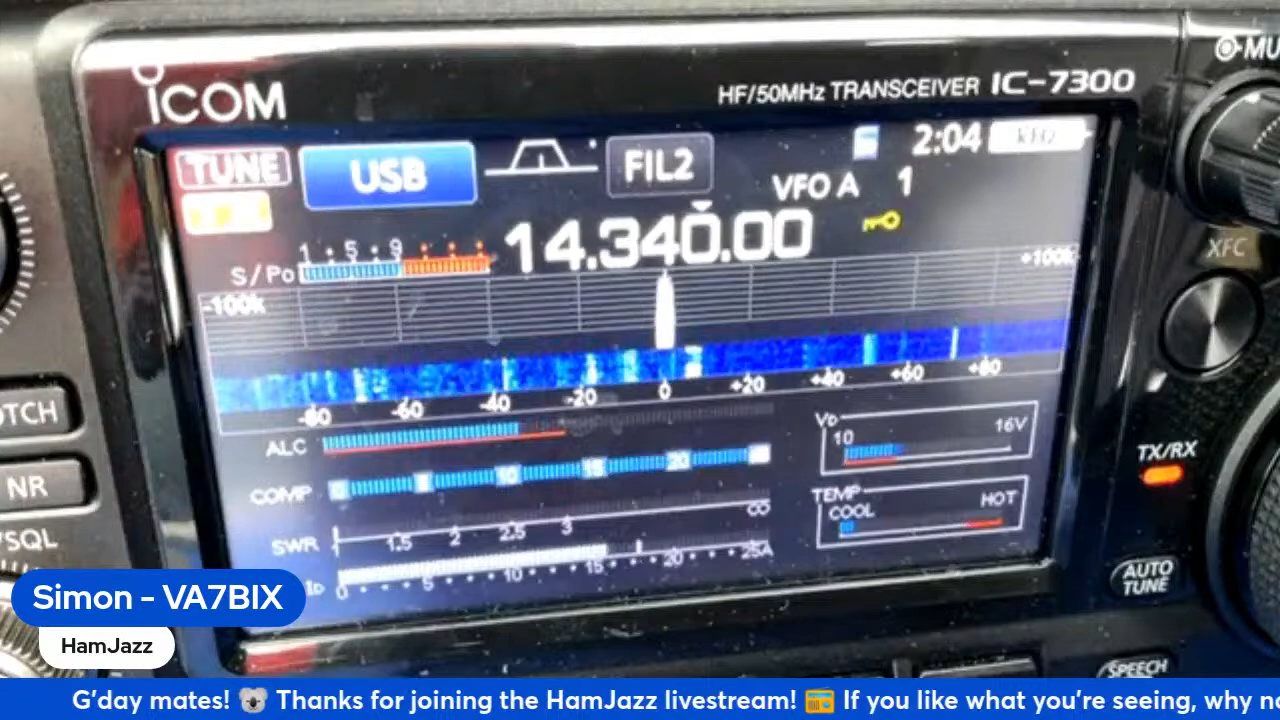 ICOM
HF/50MHz TRANSCEIVER IC-7300
MU
TUNE
USB
FIL2
2:04
kHz
VFO A 1
14.340.00
1 • 5 • 9
S/Po
-100k
+100k
XFC
-80 -60 -40 -20 0 +20 +40 +60 +80
OTCH
ALC
VD
10 16V
COMP
10 15 20
NR
TX/RX
TEMP
COOL HOT
SWR
1 1.5 2 2.5 3 ∞
/SQL
ID
0 5 10 15 20 25A
AUTO
TUNE
SPEECH
Simon - VA7BIX
HamJazz
G'day mates! 🐨 Thanks for joining the HamJazz livestream! 📻 If you like what you're seeing, why n